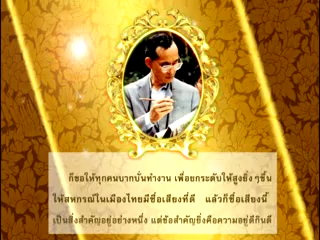 ก็ขอให้ทุกคนบากบั่นทำงาน เพื่อยกระดับให้สูงยิ่งๆขึ้น
ให้สหกรณ์ในเมืองไทยมีชื่อเสียงที่ดี แล้วก็ชื่อเสียงนี้
เป็นสิ่งสำคัญอยู่อย่างหนึ่ง แต่ข้อสำคัญยิ่งคือความอยู่ดีกินดี